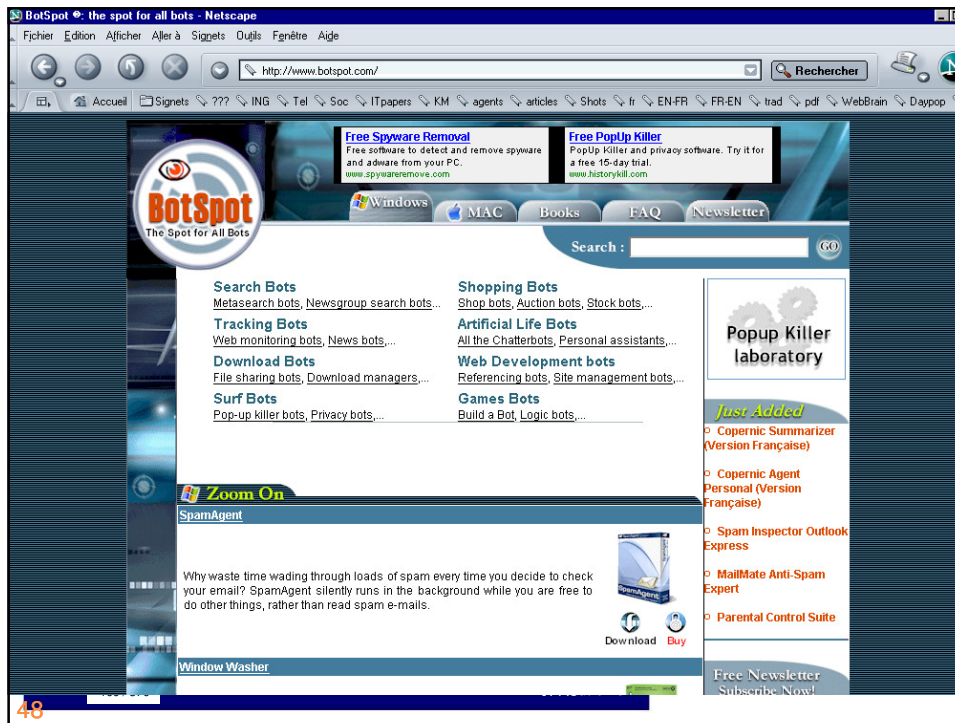 BotSpot ®: the spot for all bots - Netscape
Fichier Edition Afficher Aller à Signets Outils Fenêtre Aide
http://www.botspot.com/
Rechercher
Accueil Signets ??? ING Tel Soc ITpapers KM agents articles Shots fr EN-FR FR-EN trad pdf WebBrain Daypop
Free Spyware Removal
Free software to detect and remove spyware
and adware from your PC.
www.spywareremove.com
Free PopUp Killer
PopUp Killer and privacy software. Try it for
a free 15-day trial.
www.historykill.com
BotSpot
The Spot for All Bots
Windows MAC Books FAQ Newsletter
Search : GO
Search Bots
Metasearch bots, Newsgroup search bots...
Tracking Bots
Web monitoring bots, News bots,...
Download Bots
File sharing bots, Download managers,...
Surf Bots
Pop-up killer bots, Privacy bots,...
Shopping Bots
Shop bots, Auction bots, Stock bots,...
Artificial Life Bots
All the Chatterbots, Personal assistants,...
Web Development bots
Referencing bots, Site management bots,...
Games Bots
Build a Bot, Logic bots,...
Popup Killer
laboratory
Just Added
Copernic Summarizer
(Version Française)
Copernic Agent
Personal (Version
Française)
Spam Inspector Outlook
Express
MailMate Anti-Spam
Expert
Parental Control Suite
Zoom On
SpamAgent
Why waste time wading through loads of spam every time you decide to check
your email? SpamAgent silently runs in the background while you are free to
do other things, rather than read spam e-mails.
SpamAgent
Download Buy
Window Washer
Free Newsletter
Subscribe Now!
48